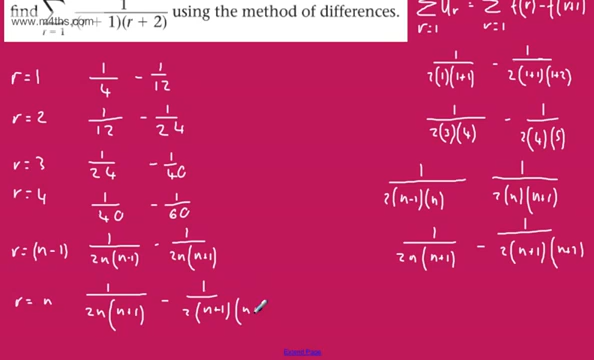 find ∑ r = 1 1 / (r + 1)(r + 2) using the method of differences.
www.m4ths.com
∑ r=1 Ur = ∑ r=1 f(r) - f(r+1)
r=1 1/4 - 1/12
1/2(1)(1+1) - 1/2(1+1)(1+2)
r=2 1/12 - 1/24
1/2(3)(4) - 1/2(4)(5)
r=3 1/24 - 1/40
r=4 1/40 - 1/60
1/2(n-1)(n) 1/2(n)(n+1)
r=(n-1) 1/2n(n-1) - 1/2n(n+1)
1/2n(n+1) - 1/2(n+1)(n+2)
r=n 1/2n(n+1) - 1/2(n+1)(n